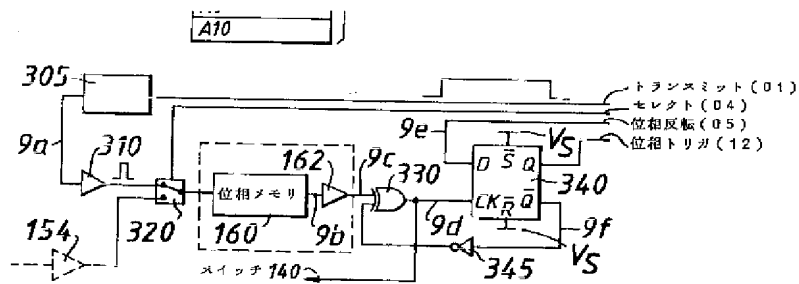 A10
305
トランスミット(01)
セレクト(04)
位相反転(05)
位相トリガ(12)
9a
310
320
154
位相メモリ
160
162
9b
9c
330
9d
9e
D S̅ Q
CK R̅ Q̅
VS
340
9f
VS
345
スイッチ 140